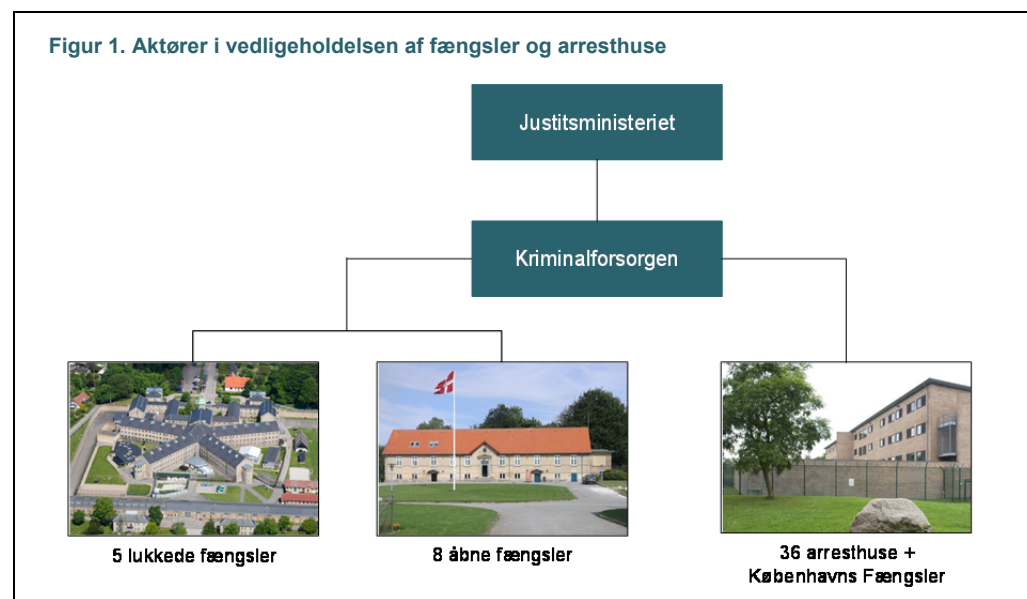 Figur 1. Aktører i vedligeholdelsen af fængsler og arresthuse
Justitsministeriet
Kriminalforsorgen
5 lukkede fængsler
8 åbne fængsler
36 arresthuse +
Københavns Fængsler